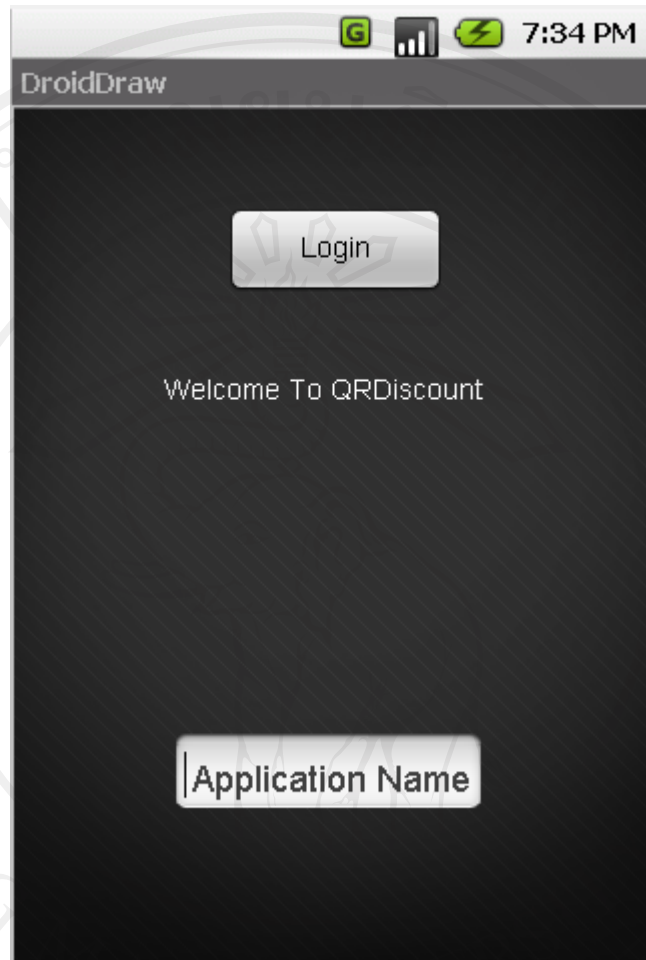 G 7:34 PM
DroidDraw
Login
Welcome To QRDiscount
Application Name